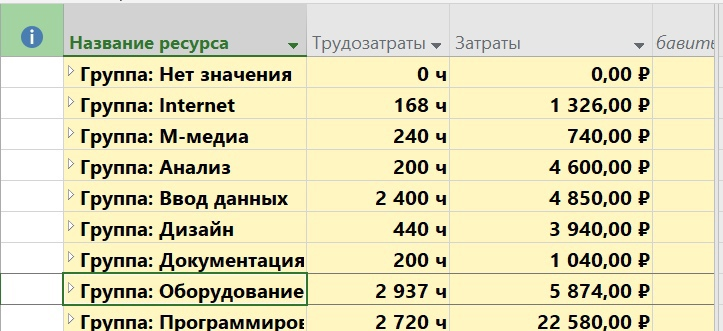 Название ресурса Трудозатраты Затраты бавить
Группа: Нет значения 0 ч 0,00 ₽
Группа: Internet 168 ч 1 326,00 ₽
Группа: М-медиа 240 ч 740,00 ₽
Группа: Анализ 200 ч 4 600,00 ₽
Группа: Ввод данных 2 400 ч 4 850,00 ₽
Группа: Дизайн 440 ч 3 940,00 ₽
Группа: Документация 200 ч 1 040,00 ₽
Группа: Оборудование 2 937 ч 5 874,00 ₽
Группа: Программиров 2 720 ч 22 580,00 ₽